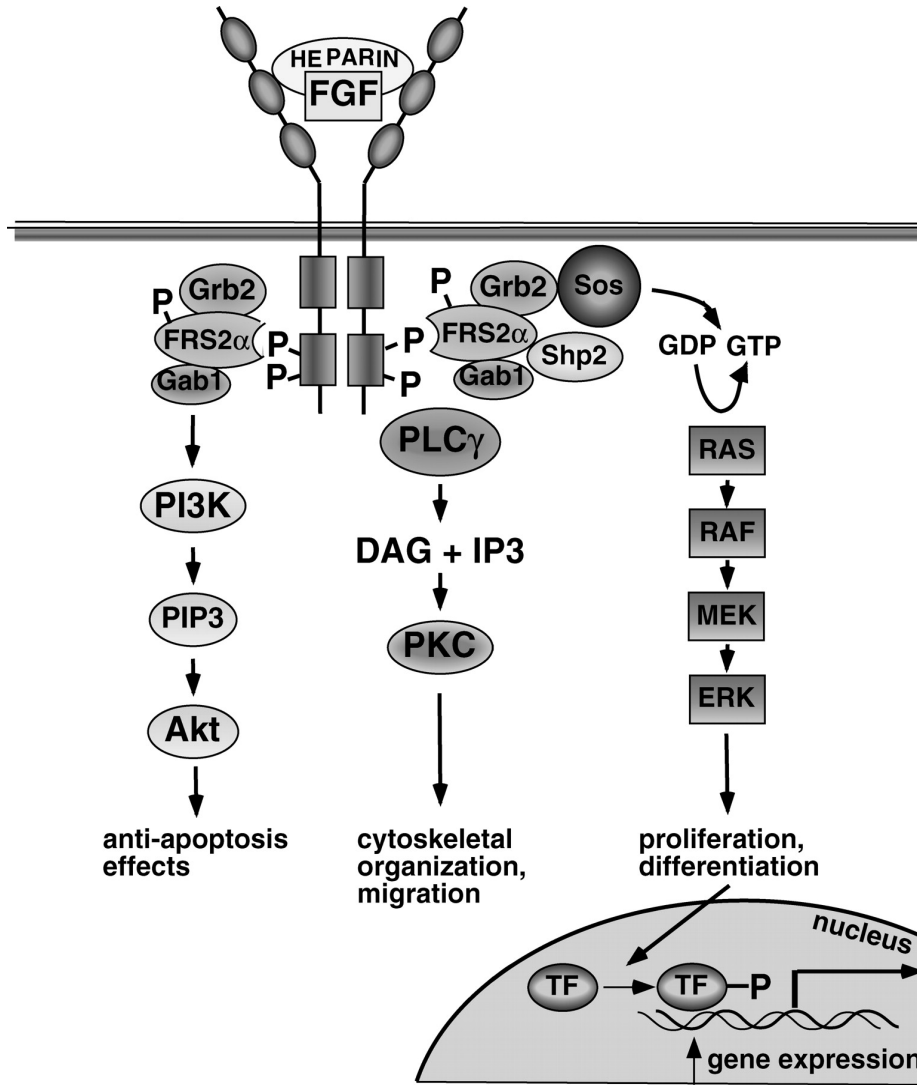 HEPARIN
FGF
P
Grb2
FRS2α
Gab1
P
P
P
P
P
Grb2
Sos
FRS2α
Shp2
Gab1
GDP GTP
PLCγ
RAS
PI3K
DAG + IP3
RAF
PIP3
PKC
MEK
ERK
Akt
anti-apoptosis
effects
cytoskeletal
organization,
migration
proliferation,
differentiation
nucleus
TF
TF
P
gene expression